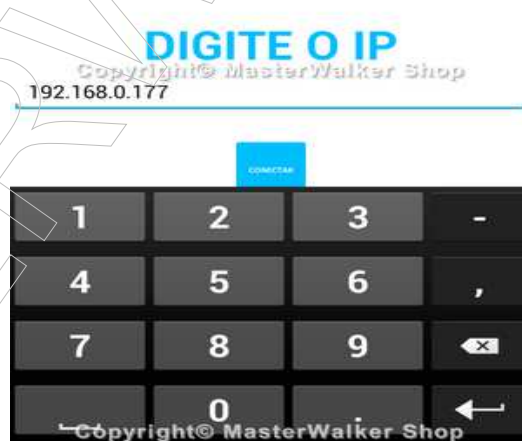 DIGITE O IP
Copyright© MasterWalker Shop
192.168.0.177
CONECTAR
1 2 3 -
4 5 6 ,
7 8 9
0 .
Copyright© MasterWalker Shop